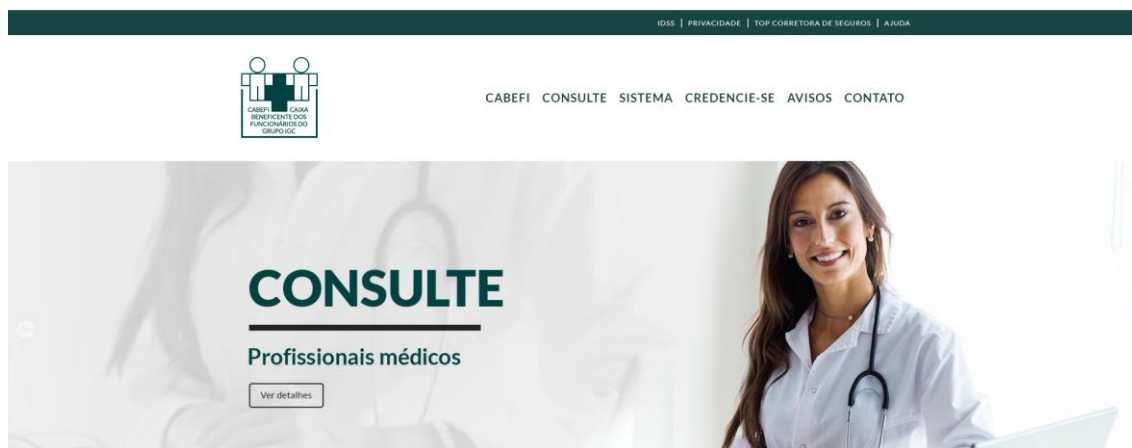 IDSS | PRIVACIDADE | TOP CORRETORA DE SEGUROS | AJUDA
CABEFI CAIXA
BENEFICENTE DOS
FUNCIONÁRIOS DO
GRUPO IGC
CABEFI CONSULTE SISTEMA CREDENCIE-SE AVISOS CONTATO
CONSULTE
Profissionais médicos
Ver detalhes